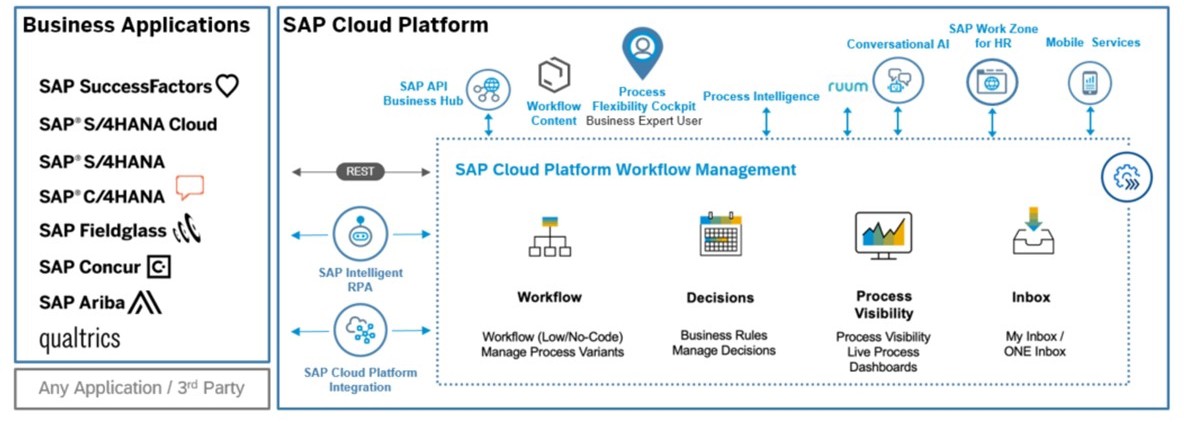 Business Applications
SAP SuccessFactors
SAP® S/4HANA Cloud
SAP® S/4HANA
SAP® C/4HANA
SAP Fieldglass
SAP Concur C
SAP Ariba
qualtrics
Any Application / 3rd Party
SAP Cloud Platform
SAP API
Business Hub
Workflow
Content
Process
Flexibility Cockpit
Business Expert User
Process Intelligence
ruum
Conversational AI
SAP Work Zone
for HR
Mobile Services
REST
SAP Intelligent
RPA
SAP Cloud Platform
Integration
SAP Cloud Platform Workflow Management
Workflow
Workflow (Low/No-Code)
Manage Process Variants
Decisions
Business Rules
Manage Decisions
Process
Visibility
Process Visibility
Live Process
Dashboards
Inbox
My Inbox /
ONE Inbox